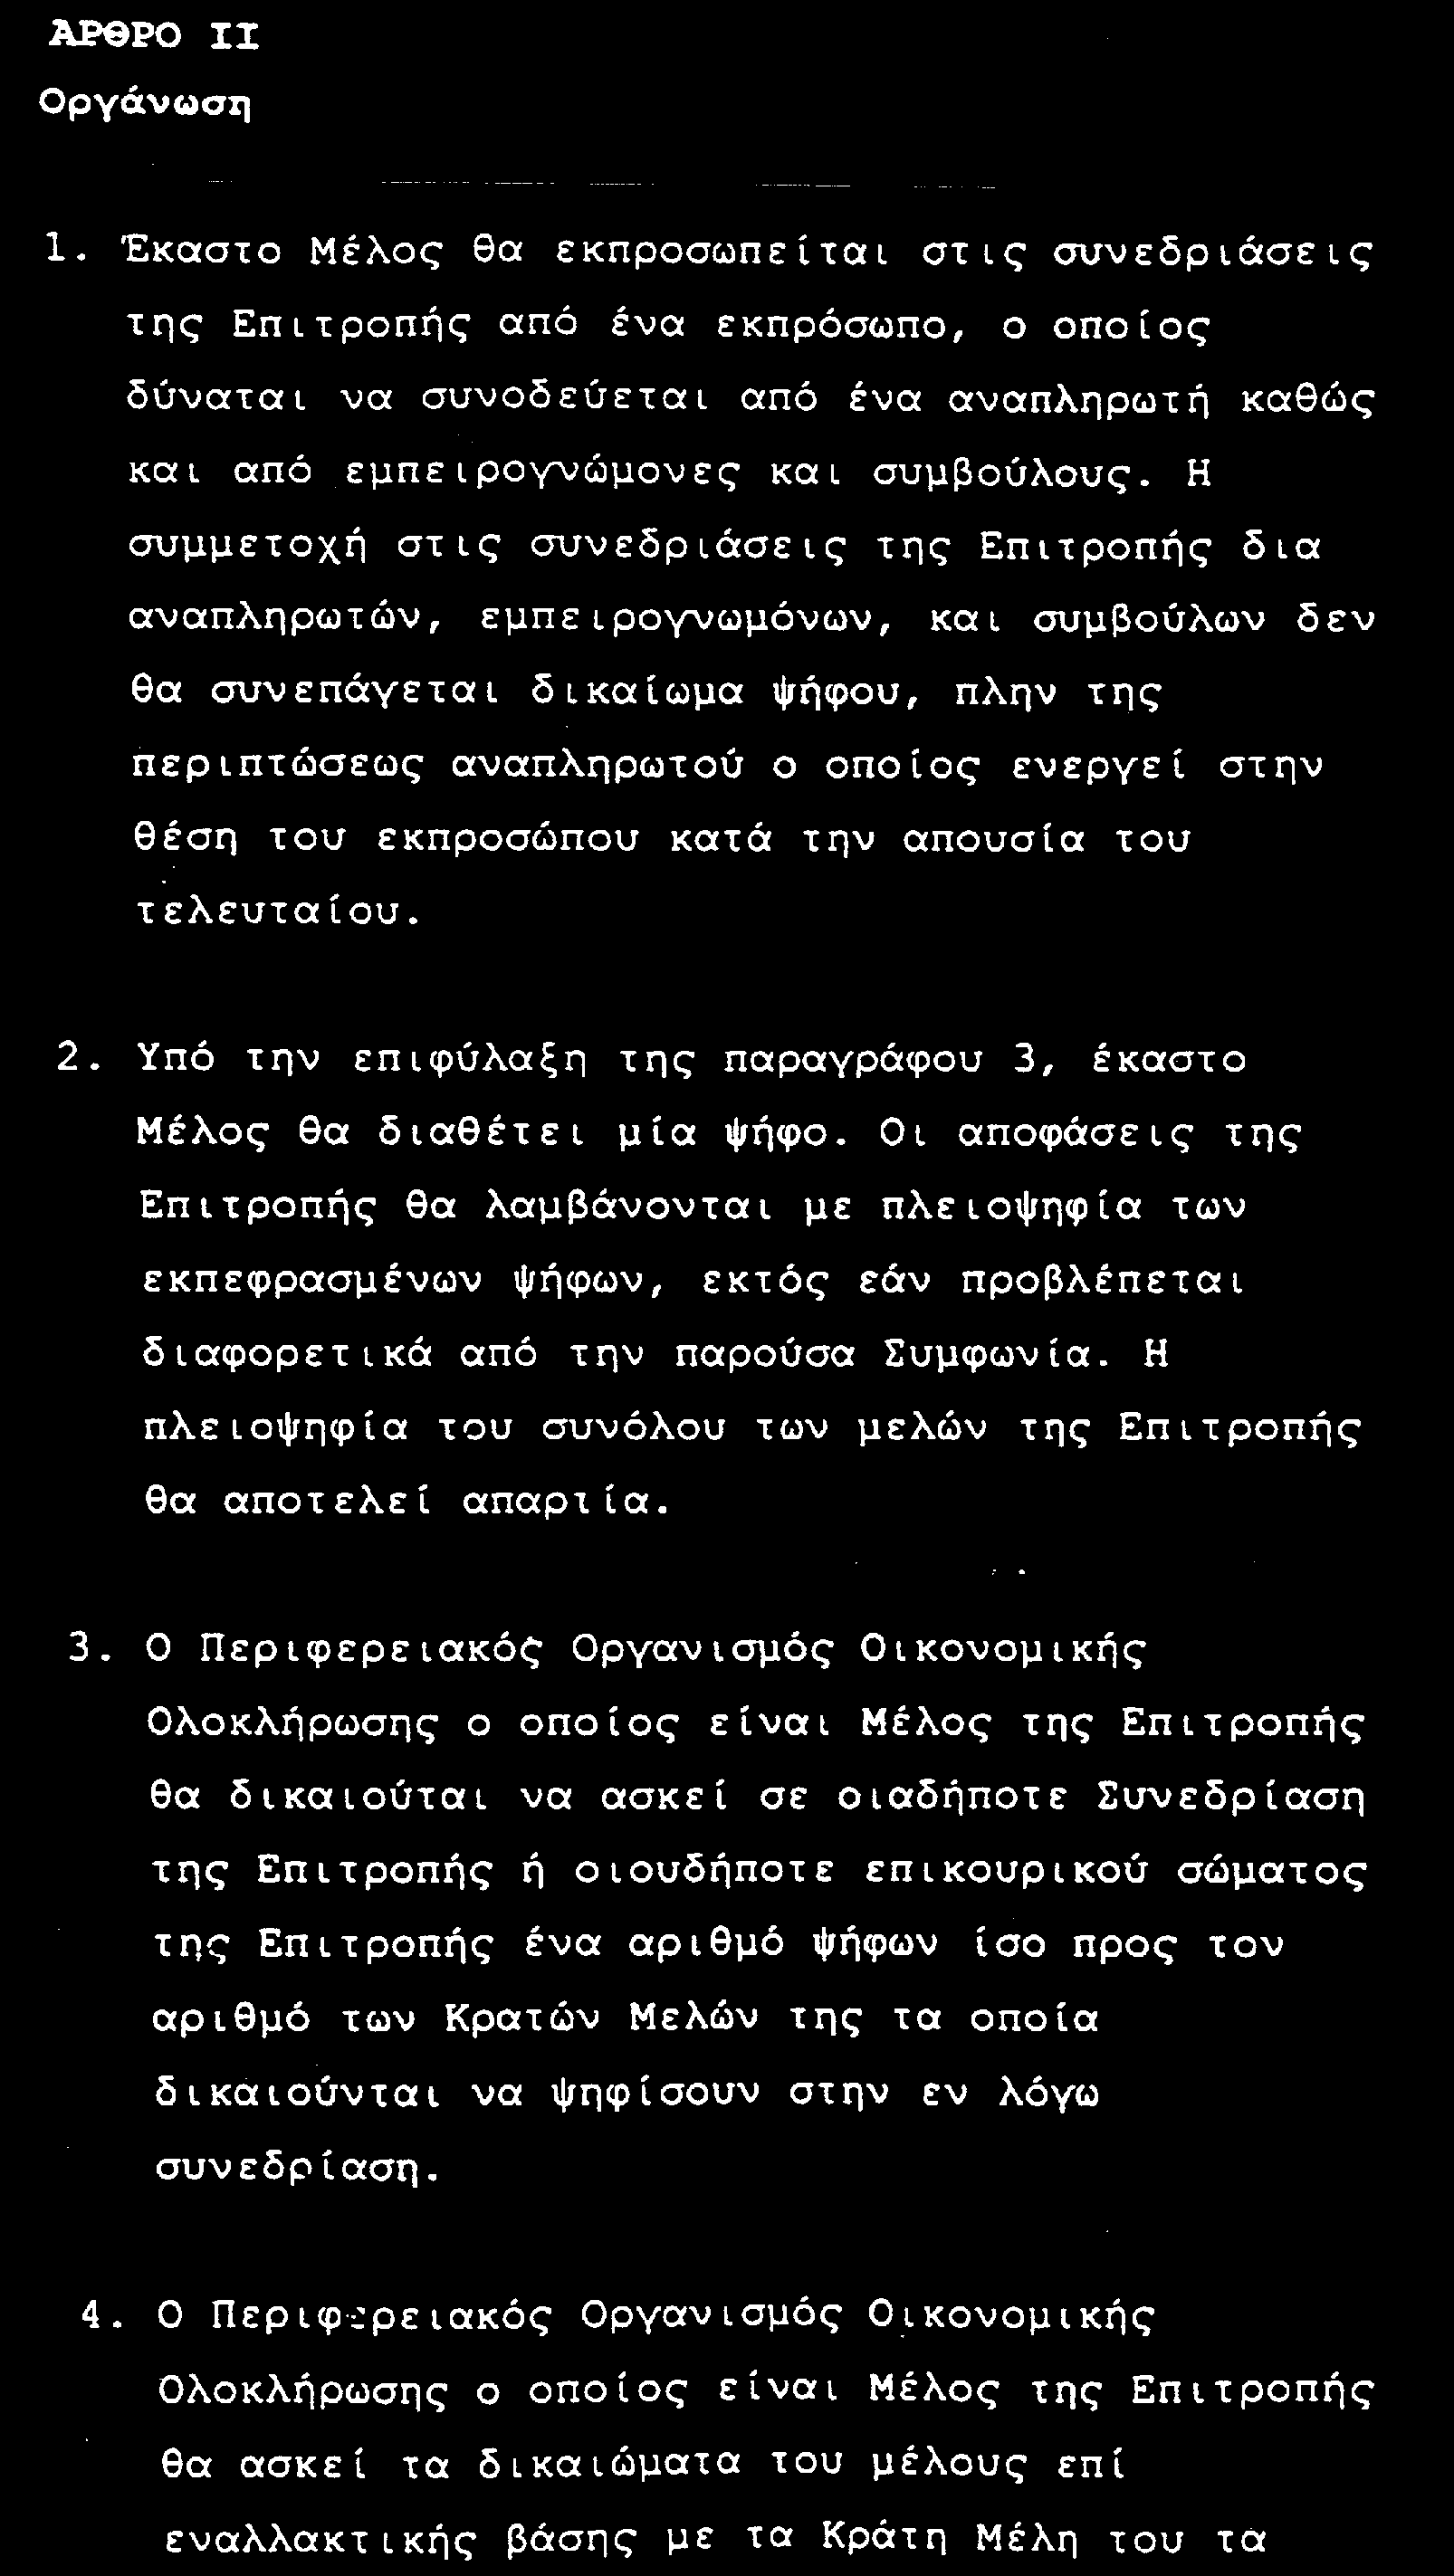 ΑΡΘΡΟ ΙΙ
Οργάνωση
1. Έκαστο Μέλος θα εκπροσωπείται στις συνεδριάσεις
της Επιτροπής από ένα εκπρόσωπο, ο οποίος
δύναται να συνοδεύεται από ένα αναπληρωτή καθώς
και από εμπειρογνώμονες και συμβούλους. Η
συμμετοχή στις συνεδριάσεις της Επιτροπής δια
αναπληρωτών, εμπειρογνωμόνων, και συμβούλων δεν
θα συνεπάγεται δικαίωμα ψήφου, πλην της
περιπτώσεως αναπληρωτού ο οποίος ενεργεί στην
θέση του εκπροσώπου κατά την απουσία του
τελευταίου.
2. Υπό την επιφύλαξη της παραγράφου 3, έκαστο
Μέλος θα διαθέτει μία ψήφο. Οι αποφάσεις της
Επιτροπής θα λαμβάνονται με πλειοψηφία των
εκπεφρασμένων ψήφων, εκτός εάν προβλέπεται
διαφορετικά από την παρούσα Συμφωνία. Η
πλειοψηφία του συνόλου των μελών της Επιτροπής
θα αποτελεί απαρτία.
3. Ο Περιφερειακός Οργανισμός Οικονομικής
Ολοκλήρωσης ο οποίος είναι Μέλος της Επιτροπής
θα δικαιούται να ασκεί σε οιαδήποτε Συνεδρίαση
της Επιτροπής ή οιουδήποτε επικουρικού σώματος
της Επιτροπής ένα αριθμό ψήφων ίσο προς τον
αριθμό των Κρατών Μελών της τα οποία
δικαιούνται να ψηφίσουν στην εν λόγω
συνεδρίαση.
4. Ο Περιφερειακός Οργανισμός Οικονομικής
Ολοκλήρωσης ο οποίος είναι Μέλος της Επιτροπής
θα ασκεί τα δικαιώματα του μέλους επί
εναλλακτικής βάσης με τα Κράτη Μέλη του τα